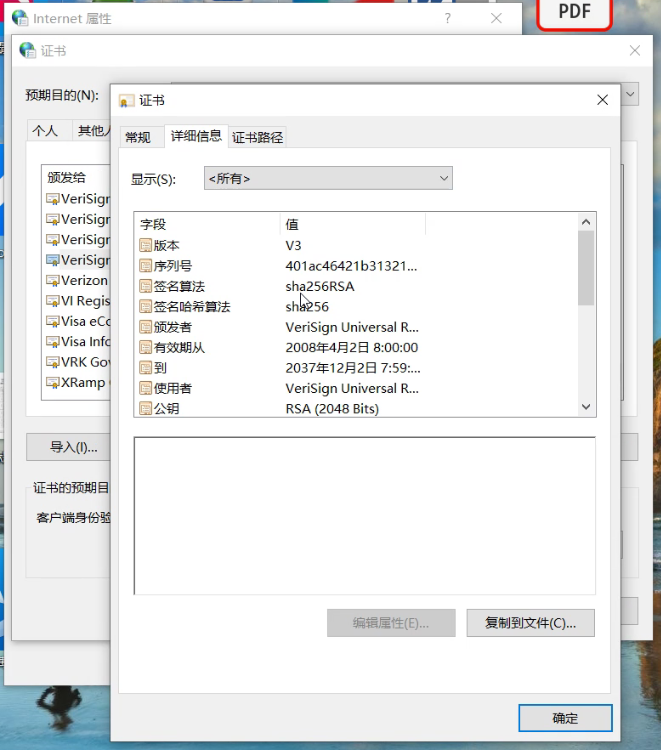 PDF
Internet 属性
证书
预期目的(N):
个人 其他人
颁发给
VeriSign
VeriSign
VeriSign
VeriSign
Verizon
VI Regis
Visa eCo
Visa Info
VRK Gov
XRamp
导入(I)...
证书的预期目
客户端身份验
证书
常规 详细信息 证书路径
显示(S): <所有>
字段 值
版本 V3
序列号 401ac46421b31321...
签名算法 sha256RSA
签名哈希算法 sha256
颁发者 VeriSign Universal R...
有效期从 2008年4月2日 8:00:00
到 2037年12月2日 7:59:...
使用者 VeriSign Universal R...
公钥 RSA (2048 Bits)
编辑属性(E)... 复制到文件(C)...
确定